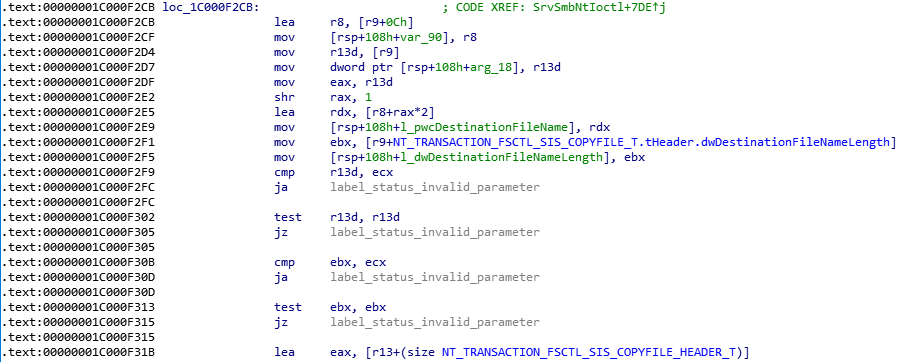 .text:00000001C000F2CB loc_1C000F2CB: ; CODE XREF: SrvSmbNtIoctl+7DE↑j
.text:00000001C000F2CB lea r8, [r9+0Ch]
.text:00000001C000F2CF mov [rsp+108h+var_90], r8
.text:00000001C000F2D4 mov r13d, [r9]
.text:00000001C000F2D7 mov dword ptr [rsp+108h+arg_18], r13d
.text:00000001C000F2DF mov eax, r13d
.text:00000001C000F2E2 shr rax, 1
.text:00000001C000F2E5 lea rdx, [r8+rax*2]
.text:00000001C000F2E9 mov [rsp+108h+l_pwcDestinationFileName], rdx
.text:00000001C000F2F1 mov ebx, [r9+NT_TRANSACTION_FSCTL_SIS_COPYFILE_T.tHeader.dwDestinationFileNameLength]
.text:00000001C000F2F5 mov [rsp+108h+l_dwDestinationFileNameLength], ebx
.text:00000001C000F2F9 cmp r13d, ecx
.text:00000001C000F2FC ja label_status_invalid_parameter
.text:00000001C000F2FC
.text:00000001C000F302 test r13d, r13d
.text:00000001C000F305 jz label_status_invalid_parameter
.text:00000001C000F305
.text:00000001C000F30B cmp ebx, ecx
.text:00000001C000F30D ja label_status_invalid_parameter
.text:00000001C000F30D
.text:00000001C000F313 test ebx, ebx
.text:00000001C000F315 jz label_status_invalid_parameter
.text:00000001C000F315
.text:00000001C000F31B lea eax, [r13+(size NT_TRANSACTION_FSCTL_SIS_COPYFILE_HEADER_T)]